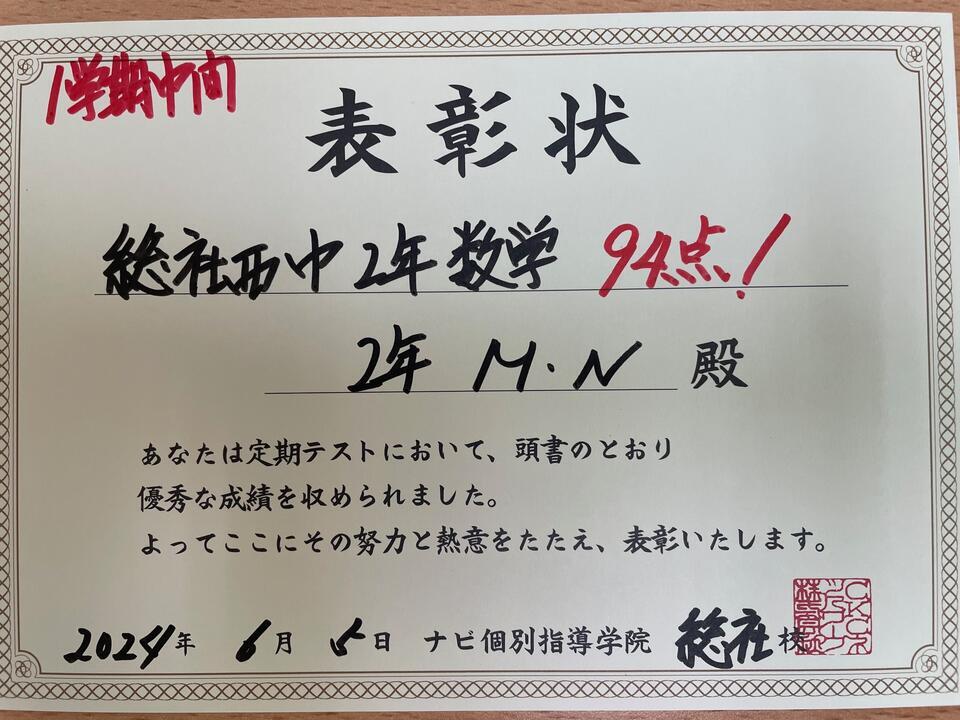 1学期中間
表彰状
総社西中2年数学 94点!
2年 M・N 殿
あなたは定期テストにおいて、頭書のとおり
優秀な成績を収められました。
よってここにその努力と熱意をたたえ、表彰いたします。
2024年 6月 5日 ナビ個別指導学院 総社校